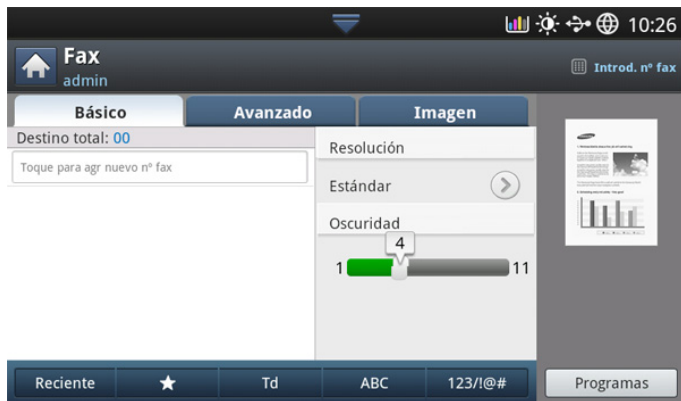 10:26
Fax
admin
Introd. nº fax
Básico
Avanzado
Imagen
Destino total: 00
Toque para agr nuevo nº fax
Resolución
Estándar
Oscuridad
4
1
11
Reciente
Td
ABC
123/!@#
Programas